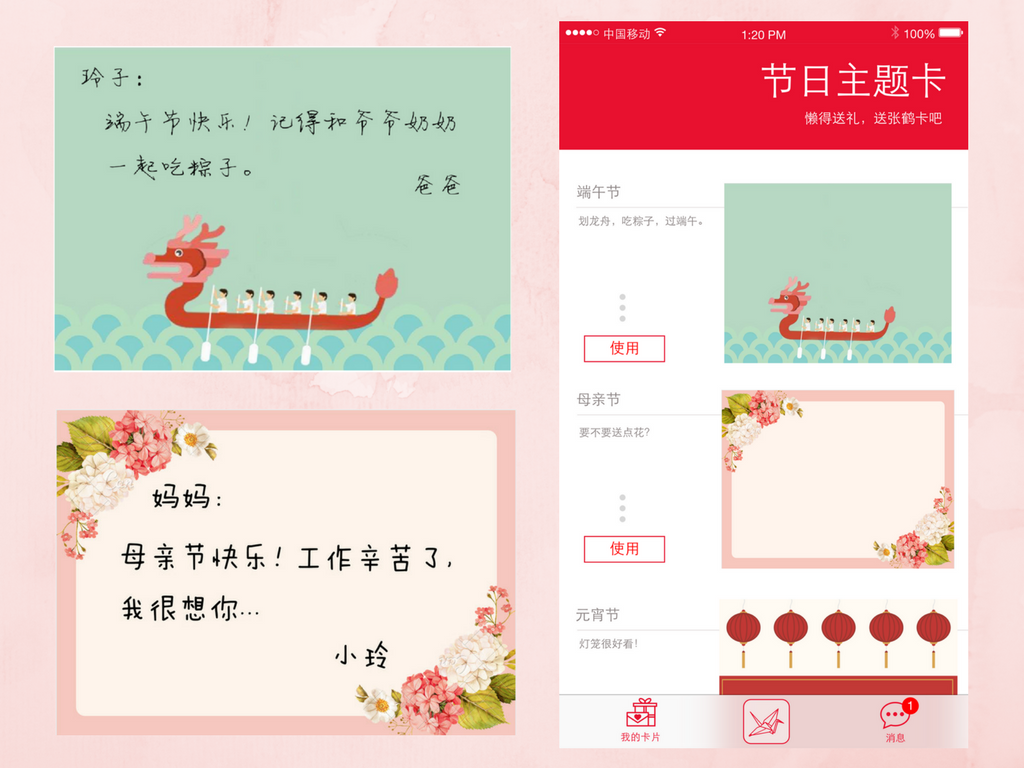 玲子：
端午节快乐！记得和爷爷奶奶
一起吃粽子。
爸爸
妈妈：
母亲节快乐！工作辛苦了，
我很想你…
小玲
中国移动
1:20 PM
100%
节日主题卡
懒得送礼，送张鹤卡吧
端午节
划龙舟，吃粽子，过端午。
使用
母亲节
要不要送点花？
使用
元宵节
灯笼很好看！
我的卡片
1
消息